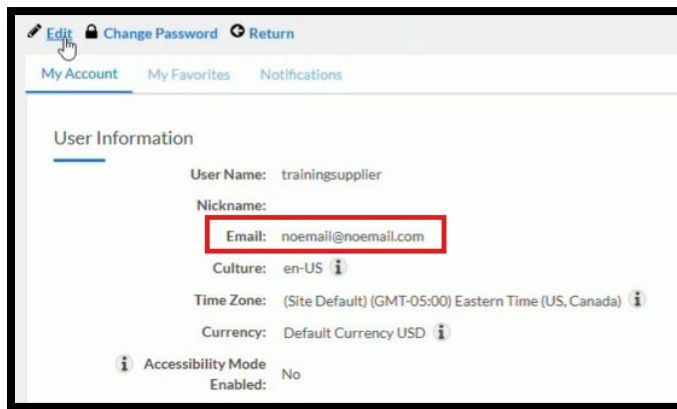 Edit Change Password Return
My Account My Favorites Notifications
User Information
User Name: trainingsupplier
Nickname:
Email: noemail@noemail.com
Culture: en-US
Time Zone: (Site Default) (GMT-05:00) Eastern Time (US, Canada)
Currency: Default Currency USD
Accessibility Mode
Enabled: No